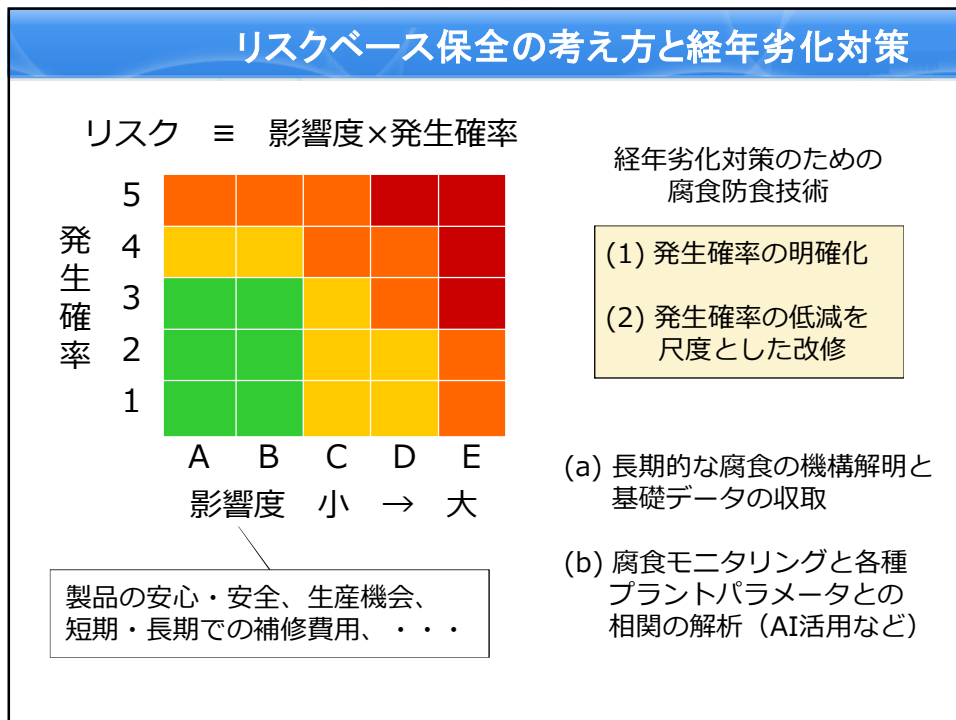 リスクベース保全の考え方と経年劣化対策
リスク ≡ 影響度×発生確率
発生確率
5
4
3
2
1
A B C D E
影響度 小 → 大
製品の安心・安全、生産機会、
短期・長期での補修費用、・・・
経年劣化対策のための
腐食防食技術
(1) 発生確率の明確化
(2) 発生確率の低減を
尺度とした改修
(a) 長期的な腐食の機構解明と
基礎データの収取
(b) 腐食モニタリングと各種
プラントパラメータとの
相関の解析（AI活用など）